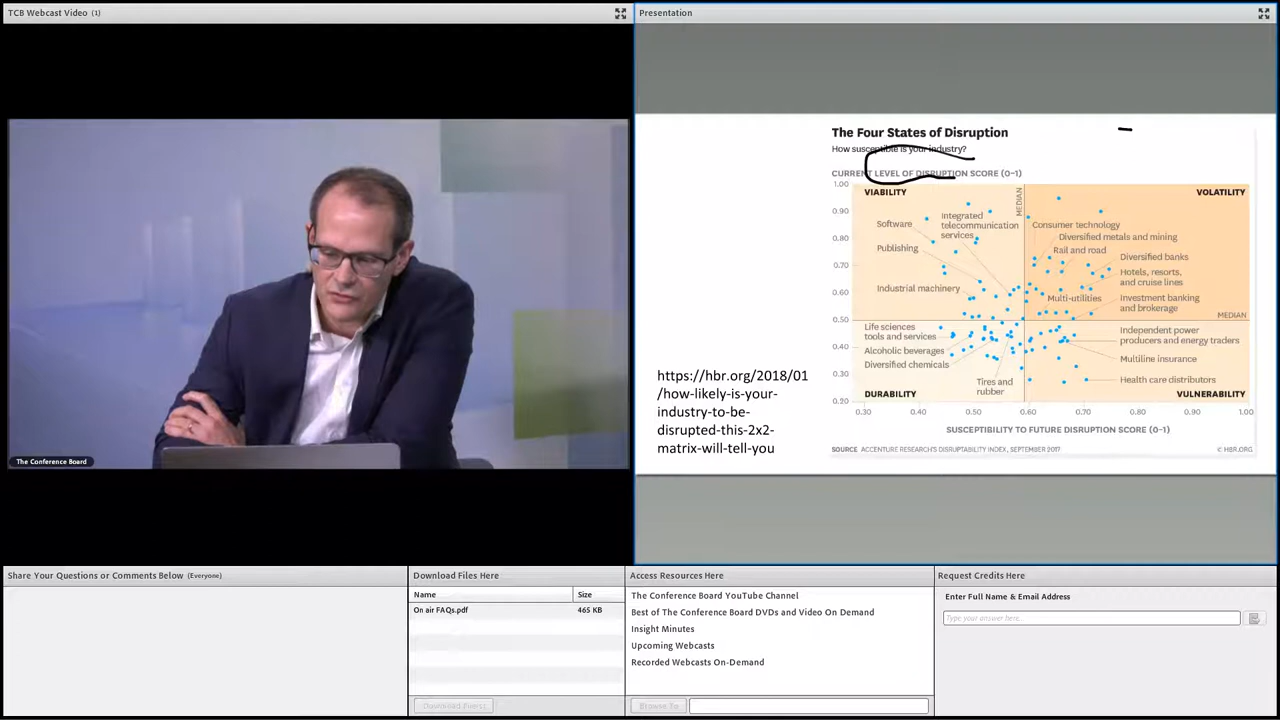 TCB Webcast Video (1)
Presentation
The Conference Board
https://hbr.org/2018/01
/how-likely-is-your-
industry-to-be-
disrupted-this-2x2-
matrix-will-tell-you
The Four States of Disruption
How susceptible is your industry?
CURRENT LEVEL OF DISRUPTION SCORE (0–1)
1.00
0.90
0.80
0.70
0.60
0.50
0.40
0.30
0.20
VIABILITY
MEDIAN
VOLATILITY
Software
Integrated
telecommunication
services
Publishing
Industrial machinery
Consumer technology
Diversified metals and mining
Rail and road
Diversified banks
Hotels, resorts,
and cruise lines
Multi-utilities
Investment banking
and brokerage
MEDIAN
Life sciences
tools and services
Alcoholic beverages
Diversified chemicals
Tires and
rubber
Independent power
producers and energy traders
Multiline insurance
Health care distributors
DURABILITY
VULNERABILITY
0.30
0.40
0.50
0.60
0.70
0.80
0.90
1.00
SUSCEPTIBILITY TO FUTURE DISRUPTION SCORE (0–1)
SOURCE ACCENTURE RESEARCH'S DISRUPTABILITY INDEX, SEPTEMBER 2017
© HBR.ORG
Share Your Questions or Comments Below (Everyone)
Download Files Here
Name Size
On air FAQs.pdf 465 KB
Download File(s)
Access Resources Here
The Conference Board YouTube Channel
Best of The Conference Board DVDs and Video On Demand
Insight Minutes
Upcoming Webcasts
Recorded Webcasts On-Demand
Browse To
Request Credits Here
Enter Full Name & Email Address
Type your answer here...